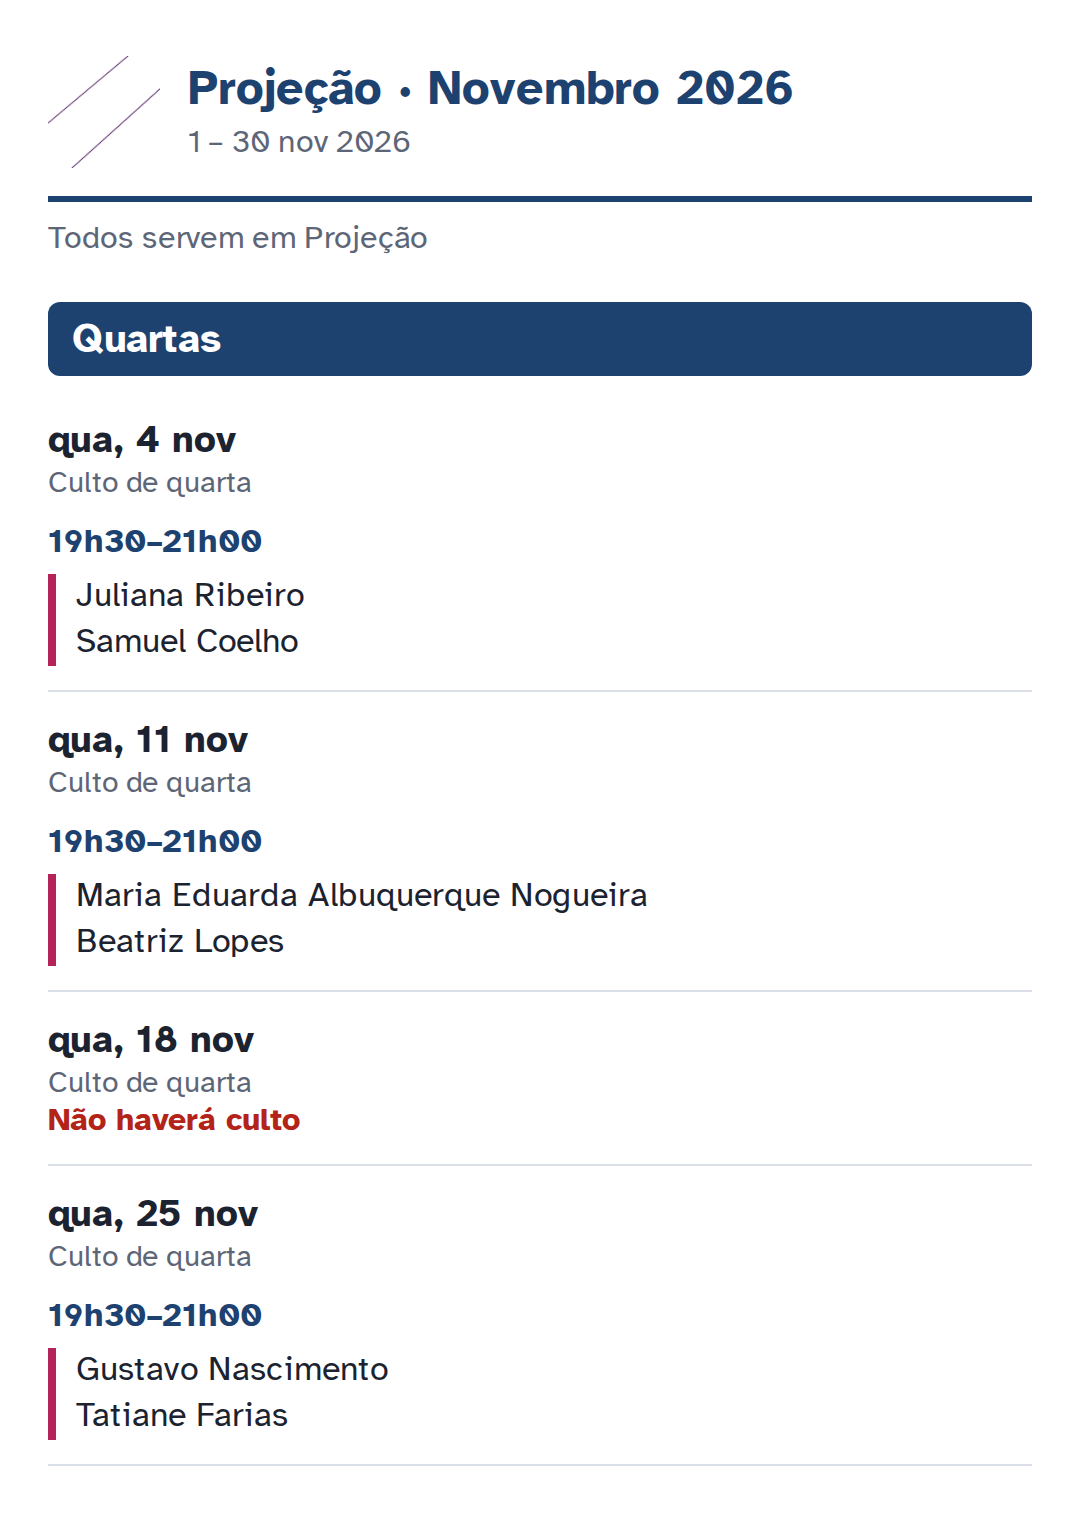 Projeção • Novembro 2026
1 – 30 nov 2026
Todos servem em Projeção
Quartas
qua, 4 nov
Culto de quarta
19h30–21h00
Juliana Ribeiro
Samuel Coelho
qua, 11 nov
Culto de quarta
19h30–21h00
Maria Eduarda Albuquerque Nogueira
Beatriz Lopes
qua, 18 nov
Culto de quarta
Não haverá culto
qua, 25 nov
Culto de quarta
19h30–21h00
Gustavo Nascimento
Tatiane Farias